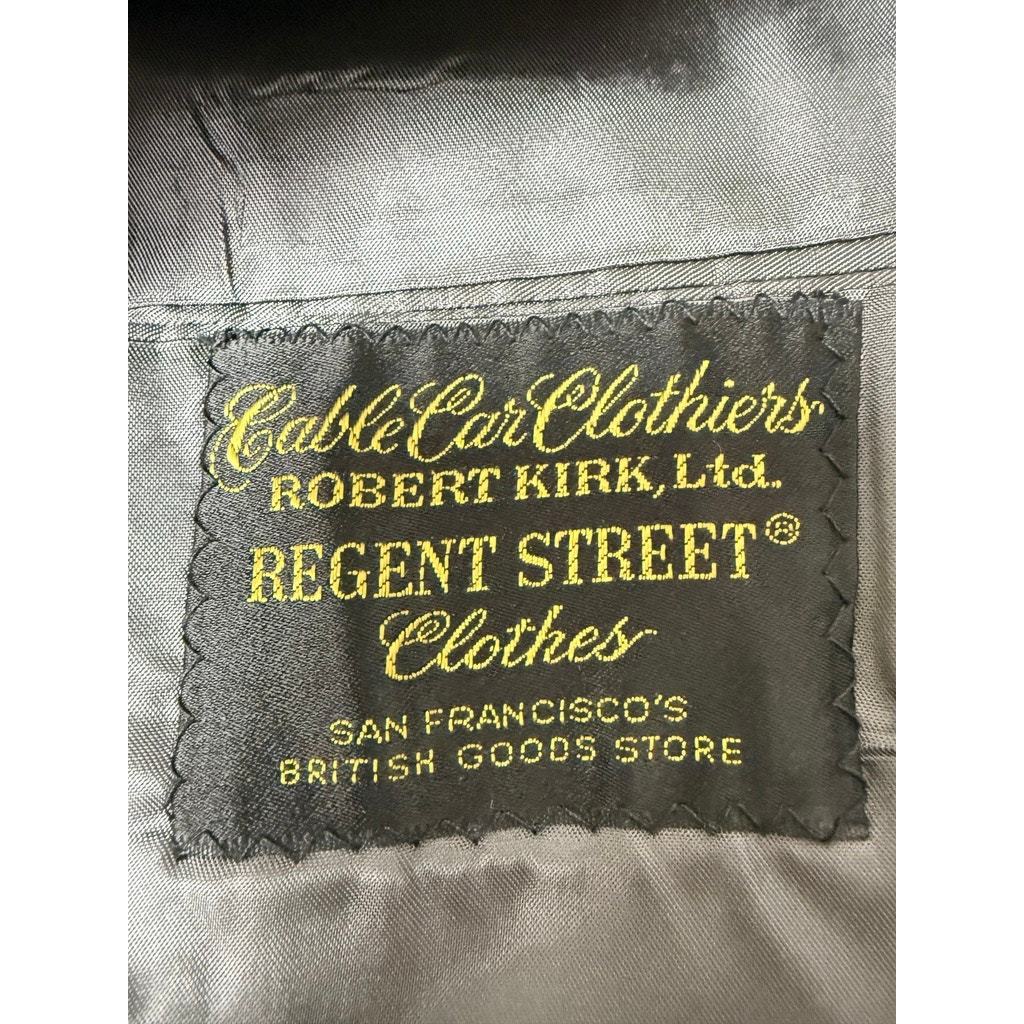 Cable Car Clothiers
ROBERT KIRK, Ltd.
REGENT STREET®
Clothes
SAN FRANCISCO'S
BRITISH GOODS STORE